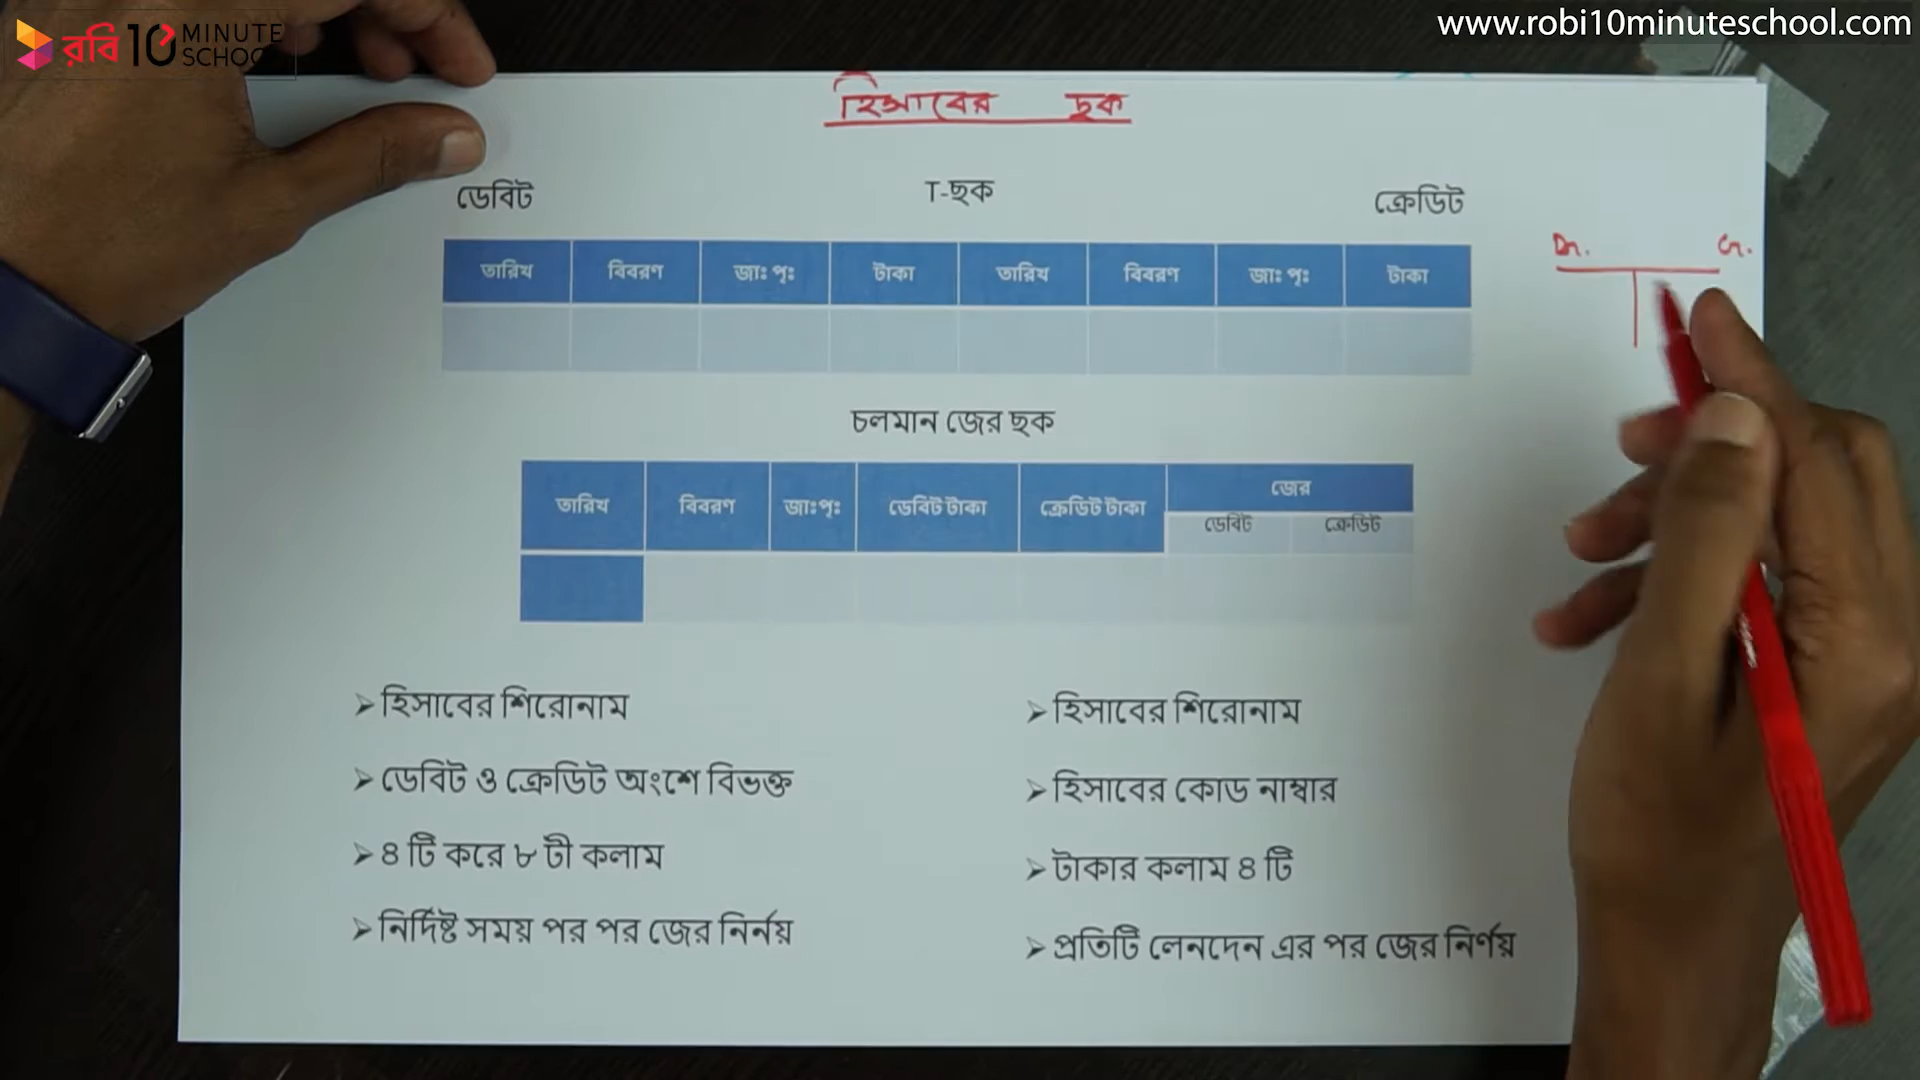 রবি 10 MINUTE SCHOOL
www.robi10minuteschool.com
হিসাবের ছক
ডেবিট T-ছক ক্রেডিট
Dr. Cr.
তারিখ বিবরণ জাঃ পৃঃ টাকা তারিখ বিবরণ জাঃ পৃঃ টাকা
চলমান জের ছক
তারিখ বিবরণ জাঃপৃঃ ডেবিট টাকা ক্রেডিট টাকা জের
ডেবিট ক্রেডিট
➢হিসাবের শিরোনাম
➢ডেবিট ও ক্রেডিট অংশে বিভক্ত
➢৪ টি করে ৮ টী কলাম
➢নির্দিষ্ট সময় পর পর জের নির্নয়
➢হিসাবের শিরোনাম
➢হিসাবের কোড নাম্বার
➢টাকার কলাম ৪ টি
➢প্রতিটি লেনদেন এর পর জের নির্ণয়